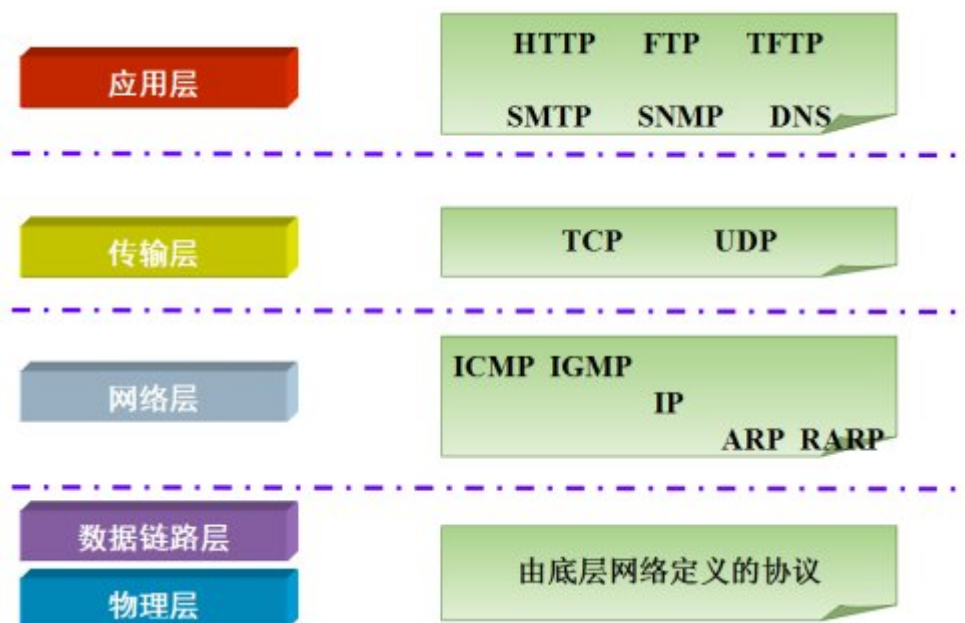 应用层
HTTP FTP TFTP
SMTP SNMP DNS
传输层
TCP UDP
网络层
ICMP IGMP
IP
ARP RARP
数据链路层
物理层
由底层网络定义的协议